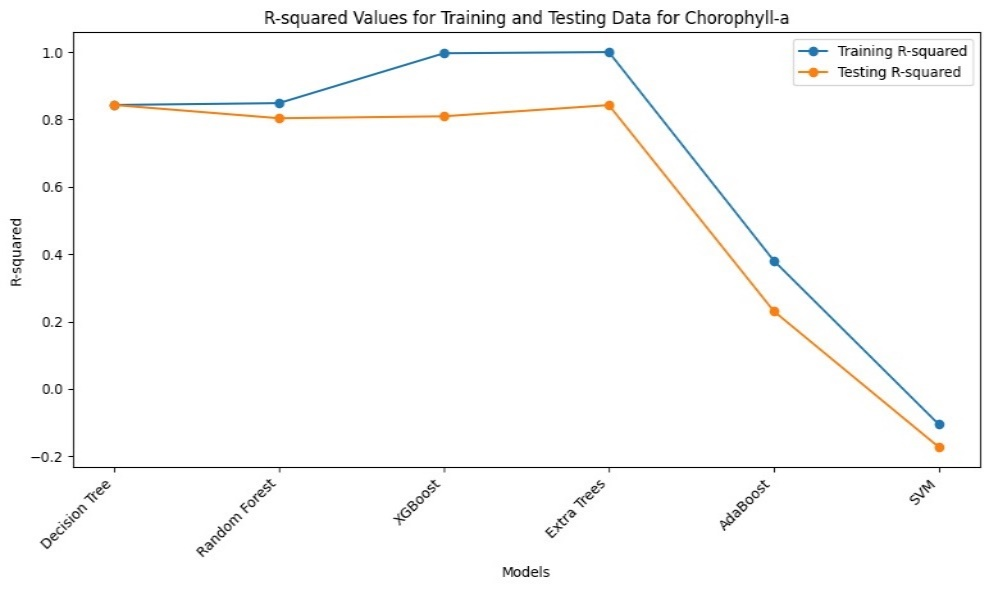 R-squared Values for Training and Testing Data for Chorophyll-a
Training R-squared
Testing R-squared
R-squared
1.0
0.8
0.6
0.4
0.2
0.0
−0.2
Decision Tree
Random Forest
XGBoost
Extra Trees
AdaBoost
SVM
Models